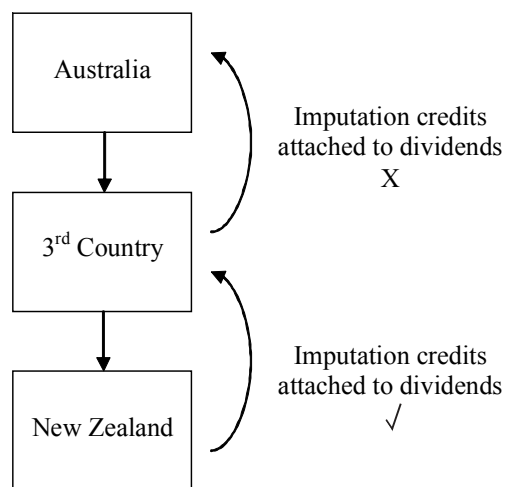 Australia
Imputation credits
attached to dividends
X
3rd Country
Imputation credits
attached to dividends
√
New Zealand